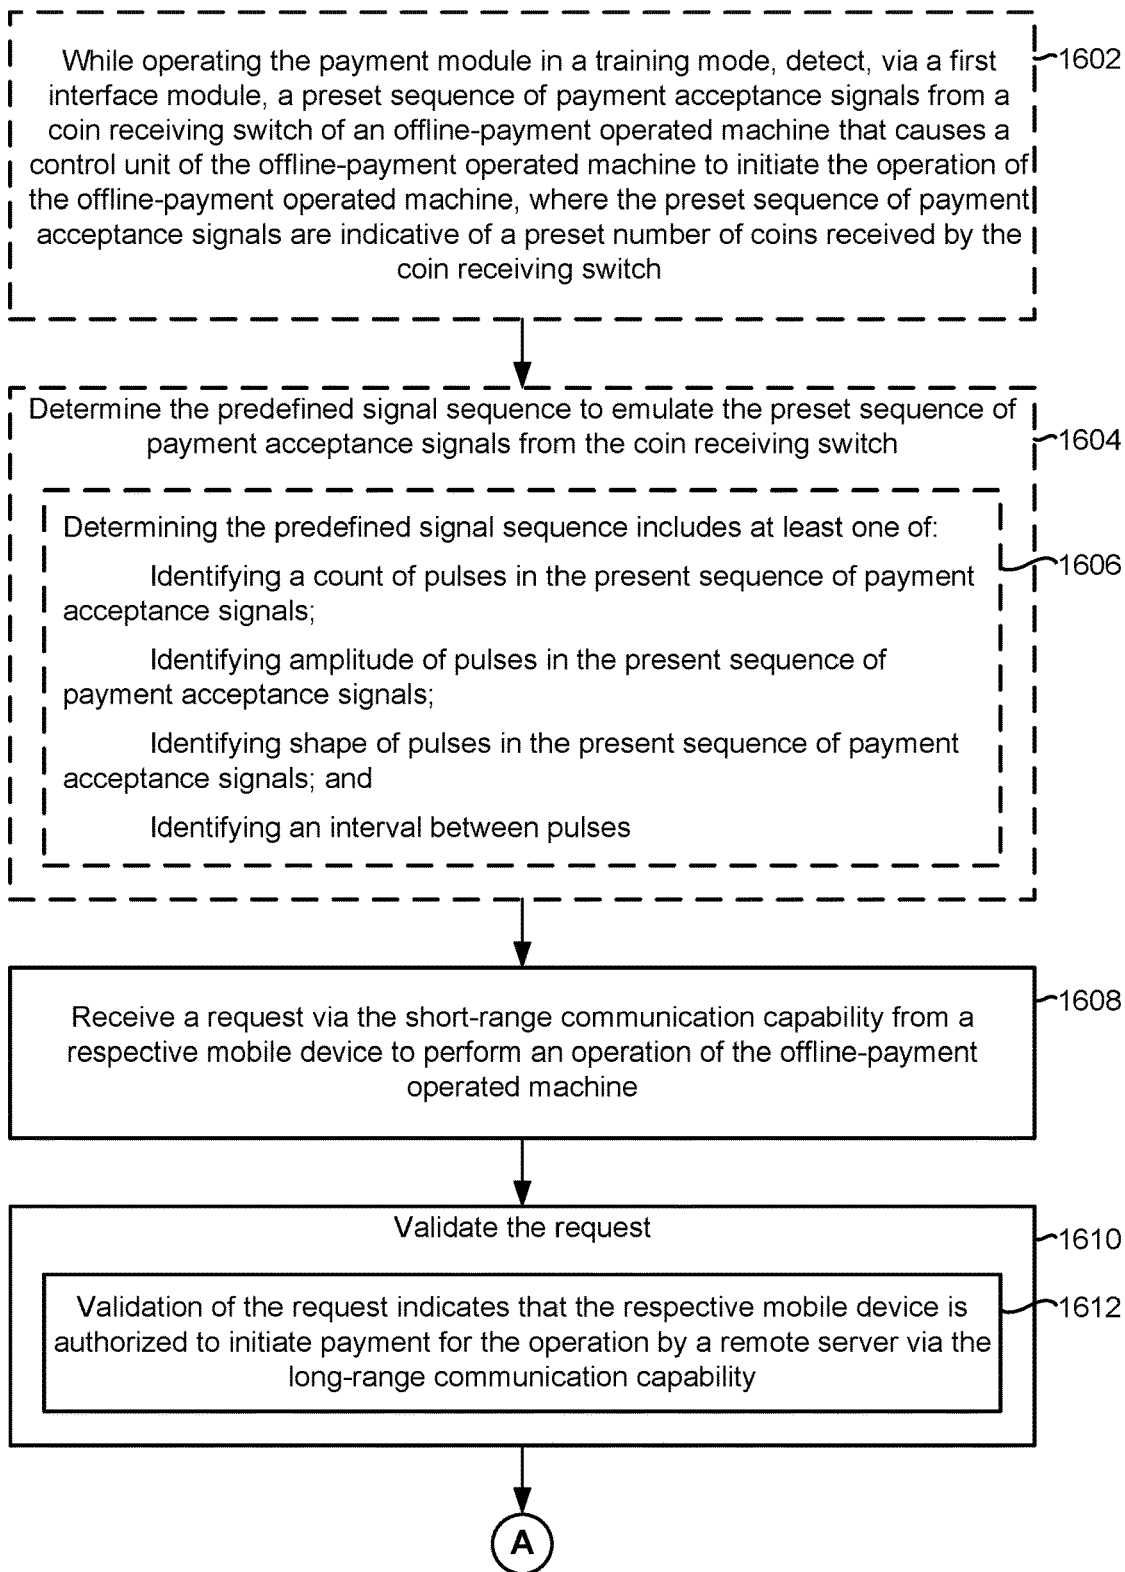 While operating the payment module in a training mode, detect, via a first
interface module, a preset sequence of payment acceptance signals from a
coin receiving switch of an offline-payment operated machine that causes a
control unit of the offline-payment operated machine to initiate the operation of
the offline-payment operated machine, where the preset sequence of payment
acceptance signals are indicative of a preset number of coins received by the
coin receiving switch
1602
Determine the predefined signal sequence to emulate the preset sequence of
payment acceptance signals from the coin receiving switch
1604
Determining the predefined signal sequence includes at least one of:
Identifying a count of pulses in the present sequence of payment
acceptance signals;
Identifying amplitude of pulses in the present sequence of
payment acceptance signals;
Identifying shape of pulses in the present sequence of payment
acceptance signals; and
Identifying an interval between pulses
1606
Receive a request via the short-range communication capability from a
respective mobile device to perform an operation of the offline-payment
operated machine
1608
Validate the request
1610
Validation of the request indicates that the respective mobile device is
authorized to initiate payment for the operation by a remote server via the
long-range communication capability
1612
A